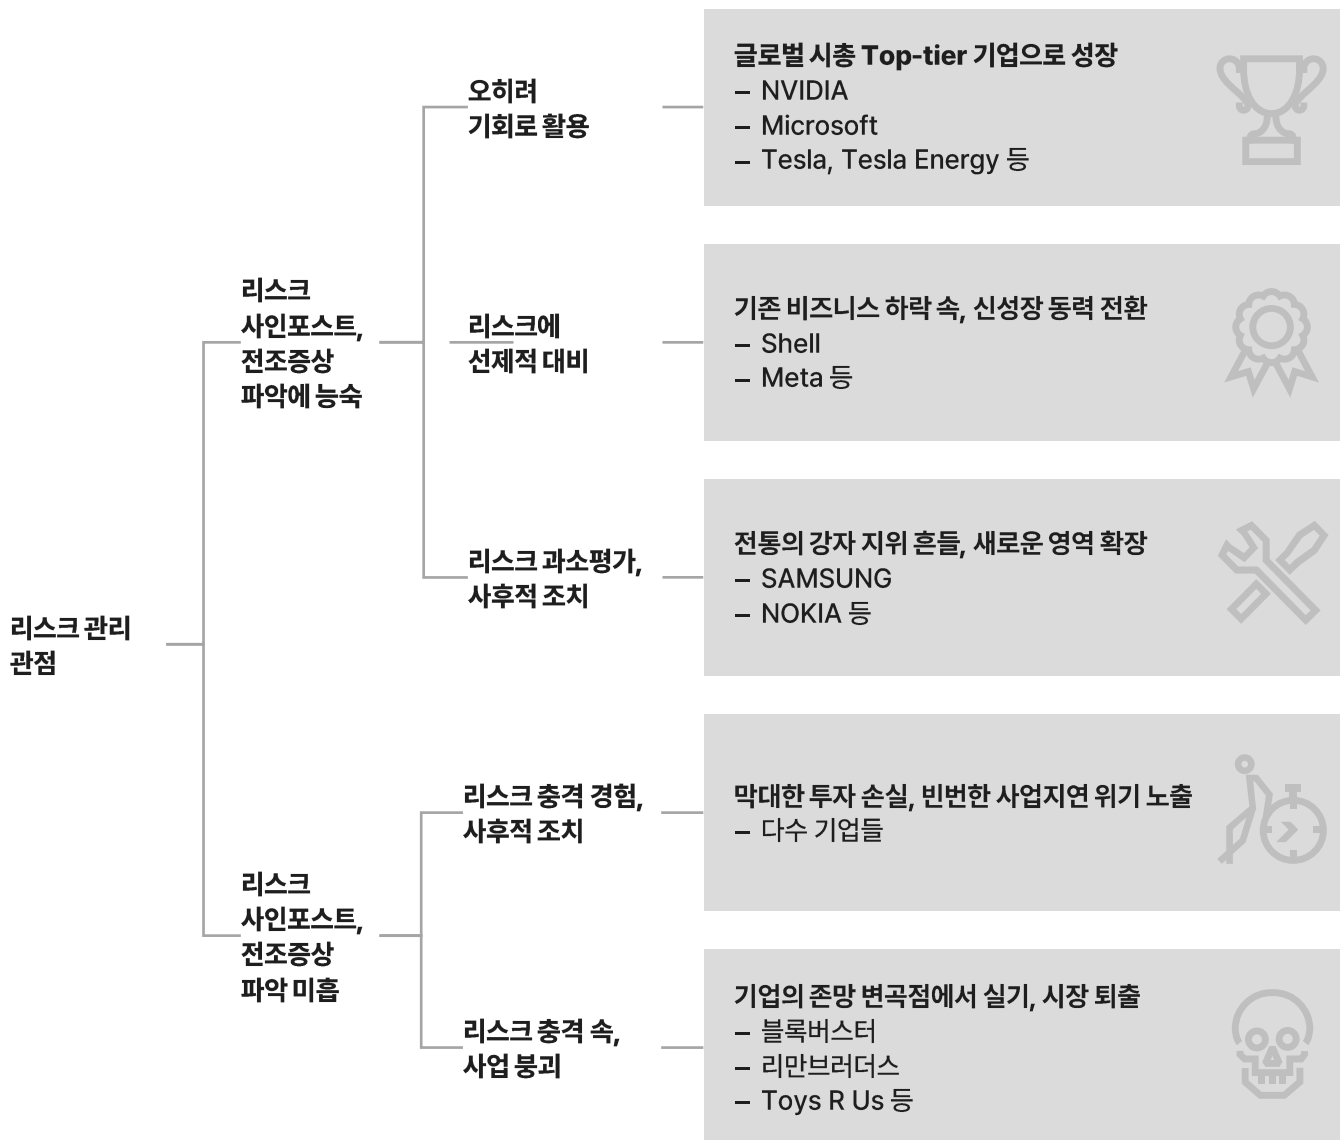 리스크 관리
관점
리스크
사인포스트,
전조증상
파악에 능숙
오히려
기회로 활용
글로벌 시총 Top-tier 기업으로 성장
– NVIDIA
– Microsoft
– Tesla, Tesla Energy 등
리스크에
선제적 대비
기존 비즈니스 하락 속, 신성장 동력 전환
– Shell
– Meta 등
리스크 과소평가,
사후적 조치
전통의 강자 지위 흔들, 새로운 영역 확장
– SAMSUNG
– NOKIA 등
리스크
사인포스트,
전조증상
파악 미흡
리스크 충격 경험,
사후적 조치
막대한 투자 손실, 빈번한 사업지연 위기 노출
– 다수 기업들
리스크 충격 속,
사업 붕괴
기업의 존망 변곡점에서 실기, 시장 퇴출
– 블록버스터
– 리만브러더스
– Toys R Us 등